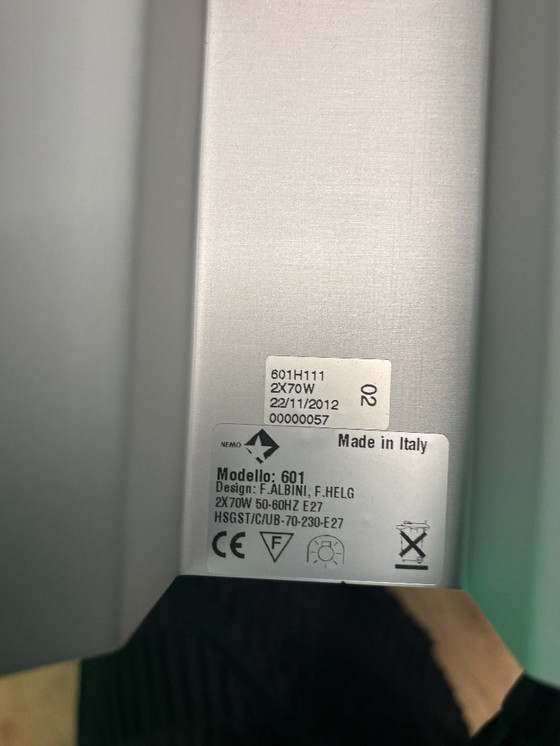 601H111
2X70W
22/11/2012
00000057
02
NEMO
Made in Italy
Modello: 601
Design: F.ALBINI, F.HELG
2X70W 50-60HZ E27
HSGST/C/UB-70-230-E27
CE
F